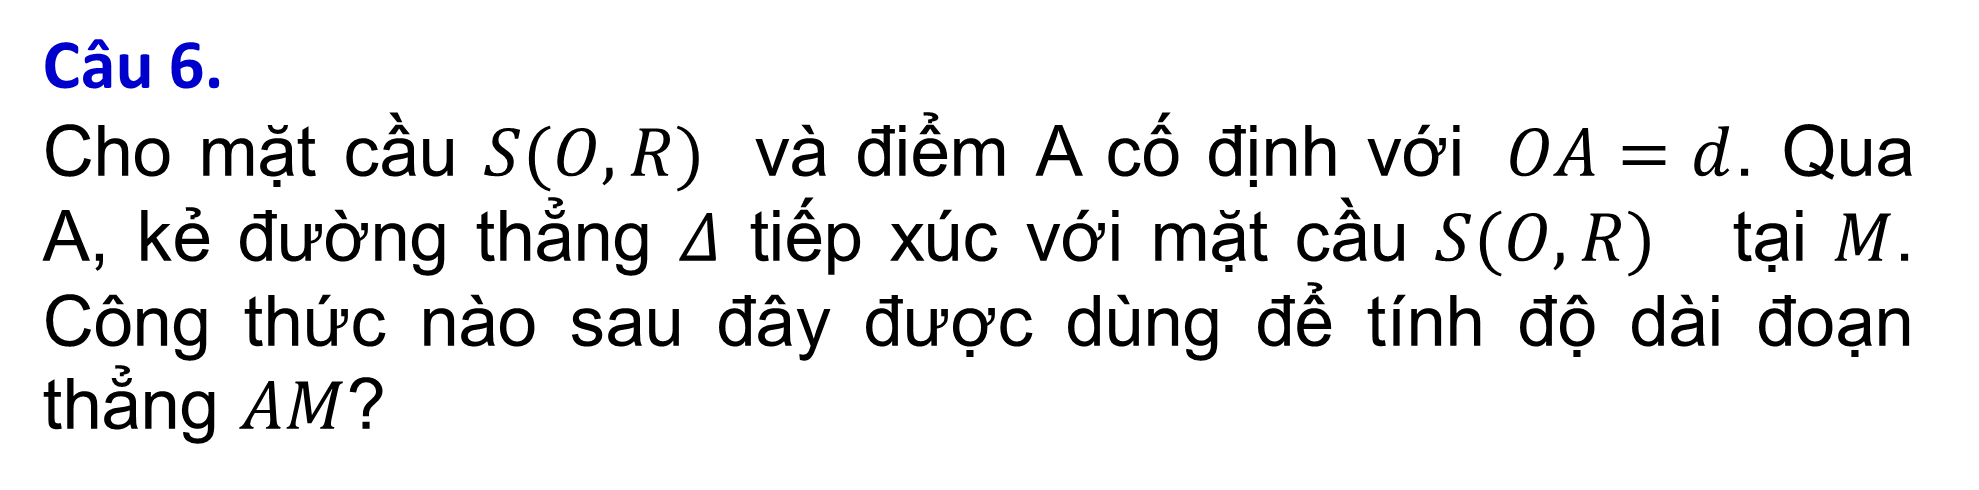 Câu 6.
Cho mặt cầu S(O, R) và điểm A cố định với OA = d. Qua
A, kẻ đường thẳng Δ tiếp xúc với mặt cầu S(O, R) tại M.
Công thức nào sau đây được dùng để tính độ dài đoạn
thẳng AM?